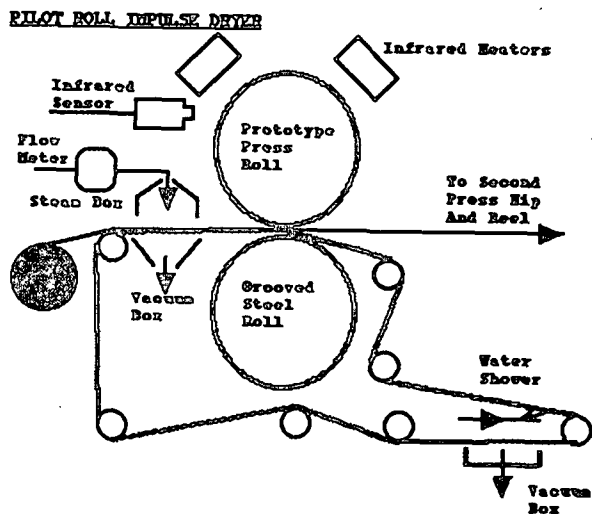 PILOT ROLL IMPULSE DRYER
Infrared Heaters
Infrared
Sensor
Prototype
Press
Roll
Flow
Meter
Steam Box
To Second
Press Nip
And Reel
Vacuum
Box
Grooved
Steel
Roll
Water
Shower
Vacuum
Box